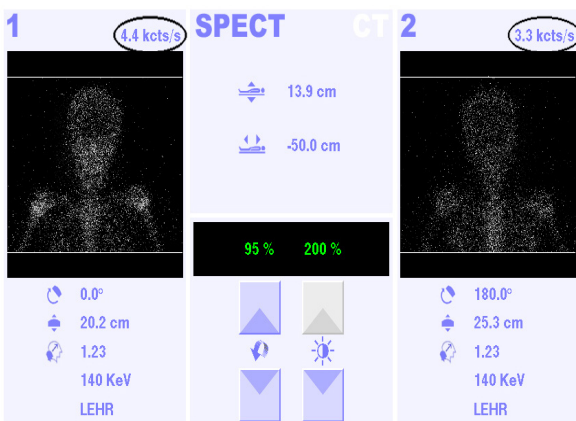 1
4.4 kcts/s
SPECT
CT
2
3.3 kcts/s
13.9 cm
-50.0 cm
95 %
200 %
0.0°
20.2 cm
1.23
140 KeV
LEHR
180.0°
25.3 cm
1.23
140 KeV
LEHR